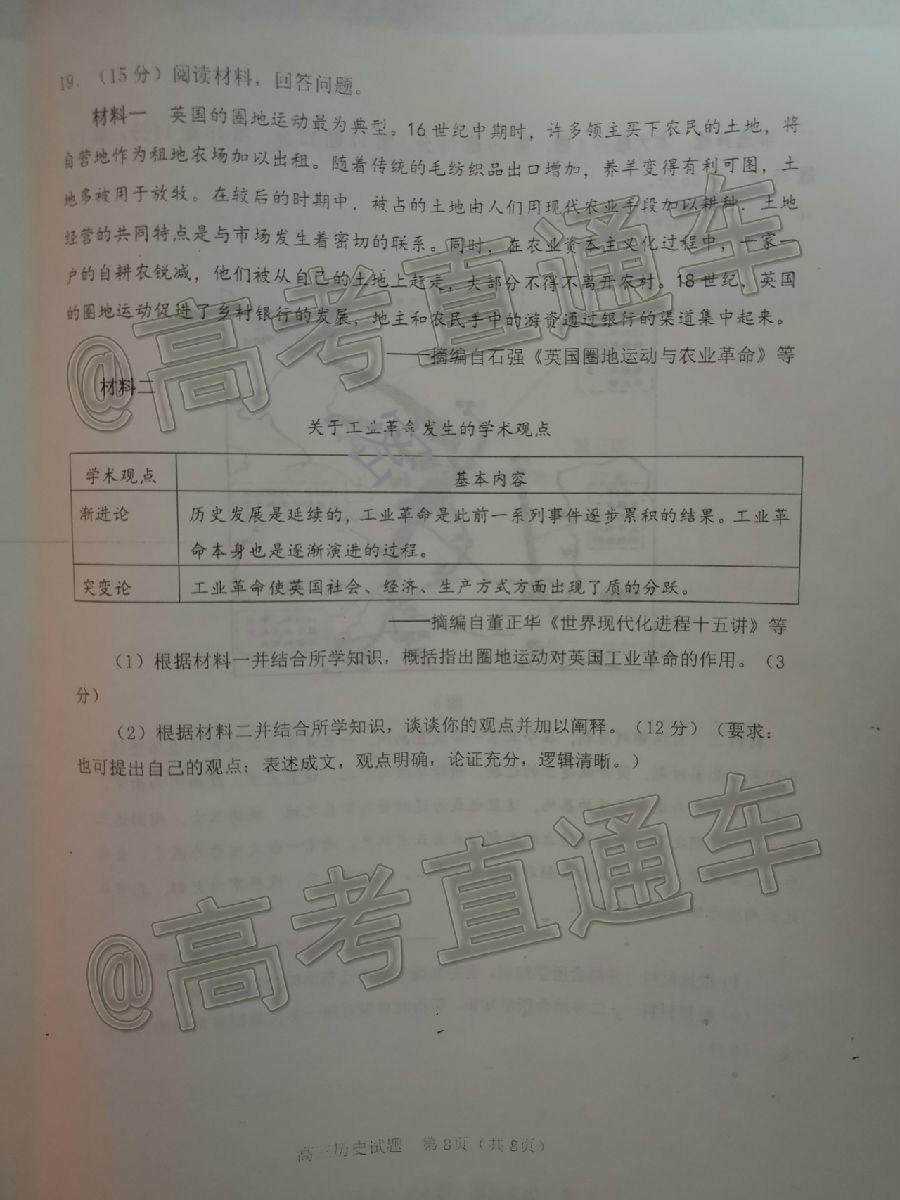 19. （15分）阅读材料，回答问题。
材料一 英国的圈地运动最为典型。16世纪中期时，许多领主买下农民的土地，将
自营地作为租地农场加以出租。随着传统的毛纺织品出口增加，养羊变得有利可图，土
地多被用于放牧。在较后的时期中，被占的土地由人们用现代农业手段加以耕种。土地
经营的共同特点是与市场发生着密切的联系。同时，在农业资本主义化过程中，一家一
户的自耕农锐减，他们被从自己的土地上赶走，大部分不得不离开农村。18世纪，英国
的圈地运动促进了乡村银行的发展，地主和农民手中的游资通过银行的渠道集中起来。
——摘编自石强《英国圈地运动与农业革命》等
材料二
关于工业革命发生的学术观点
学术观点 基本内容
渐进论 历史发展是延续的，工业革命是此前一系列事件逐步累积的结果。工业革
命本身也是逐渐演进的过程。
突变论 工业革命使英国社会、经济、生产方式方面出现了质的分跃。
——摘编自董正华《世界现代化进程十五讲》等
（1）根据材料一并结合所学知识，概括指出圈地运动对英国工业革命的作用。（3
分）
（2）根据材料二并结合所学知识，谈谈你的观点并加以阐释。（12分）（要求：
也可提出自己的观点；表述成文，观点明确，论证充分，逻辑清晰。）
@高考直通车
@高考直通车
高三历史试题 第8页（共8页）